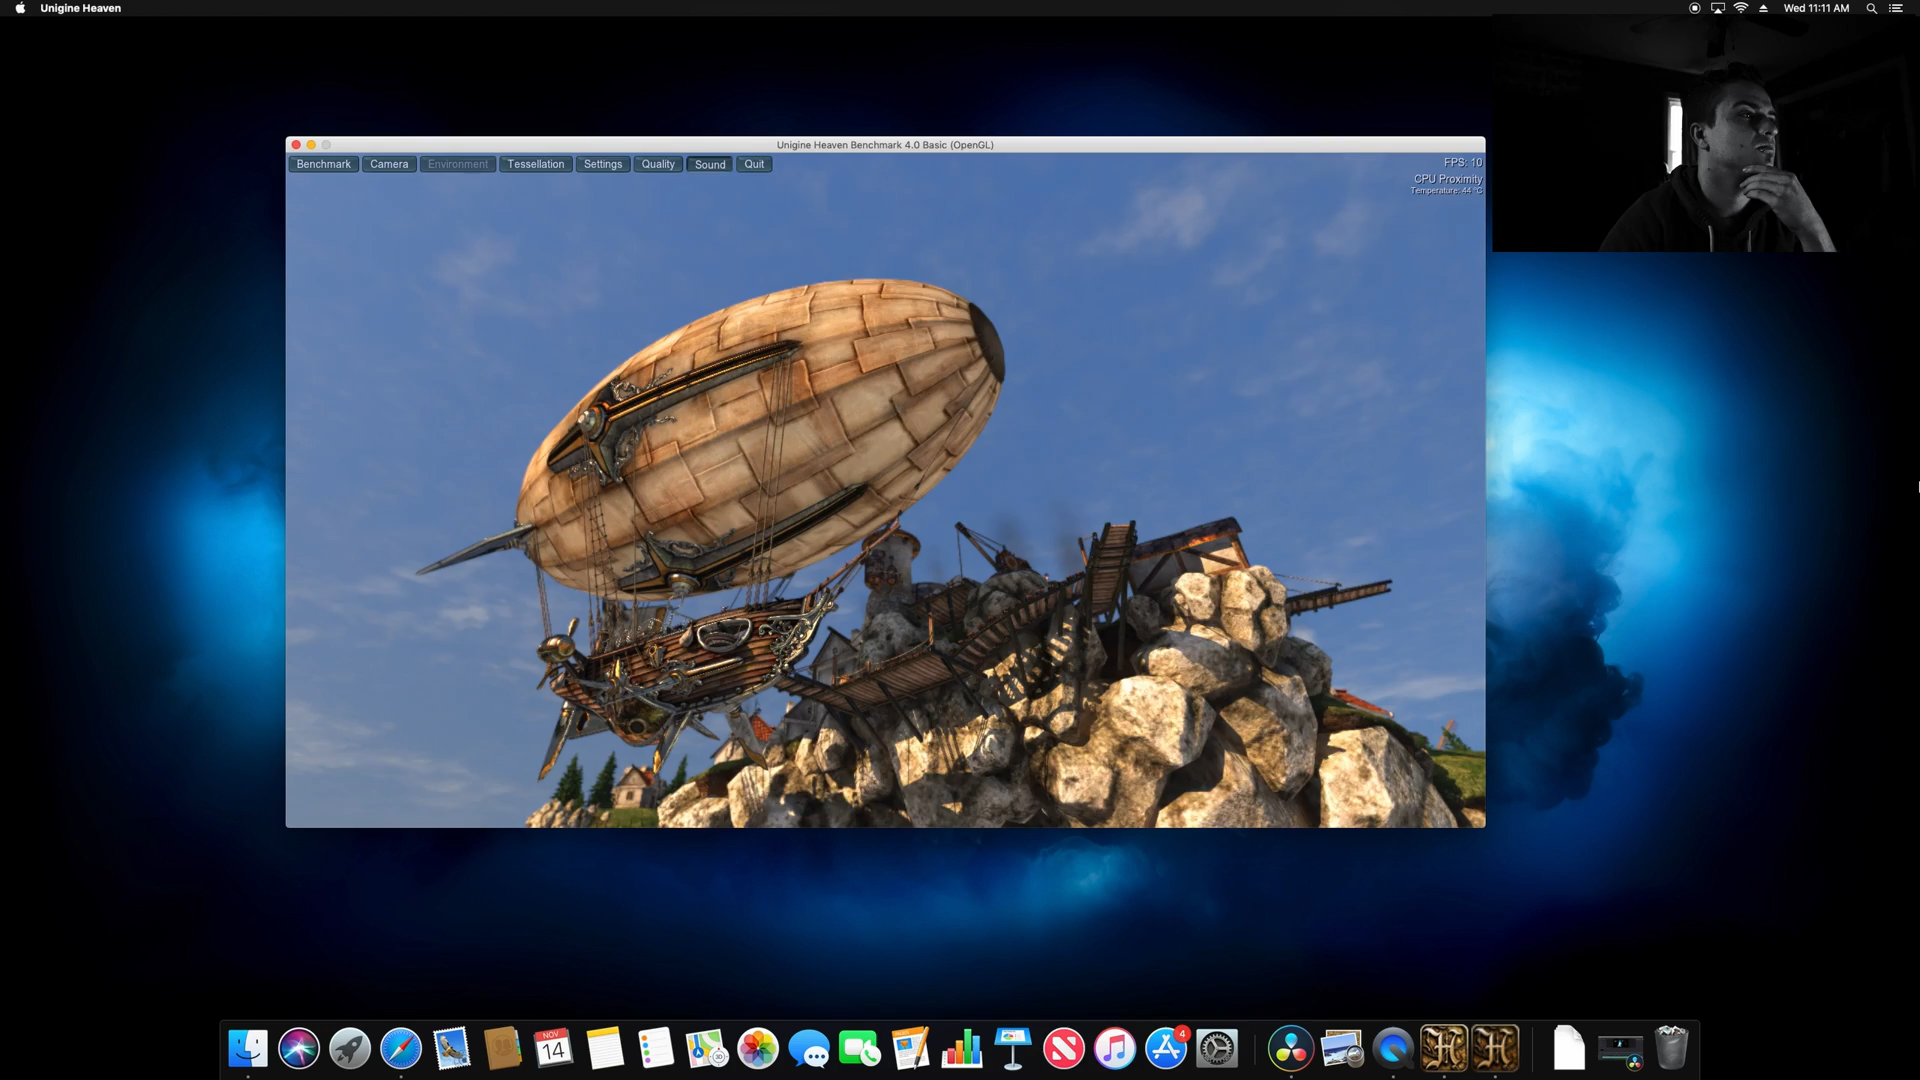 Unigine Heaven
Wed 11:11 AM
Unigine Heaven Benchmark 4.0 Basic (OpenGL)
Benchmark Camera Environment Tessellation Settings Quality Sound Quit
FPS: 10
CPU Proximity
Temperature: 44 °C
NOV
14
3D
4